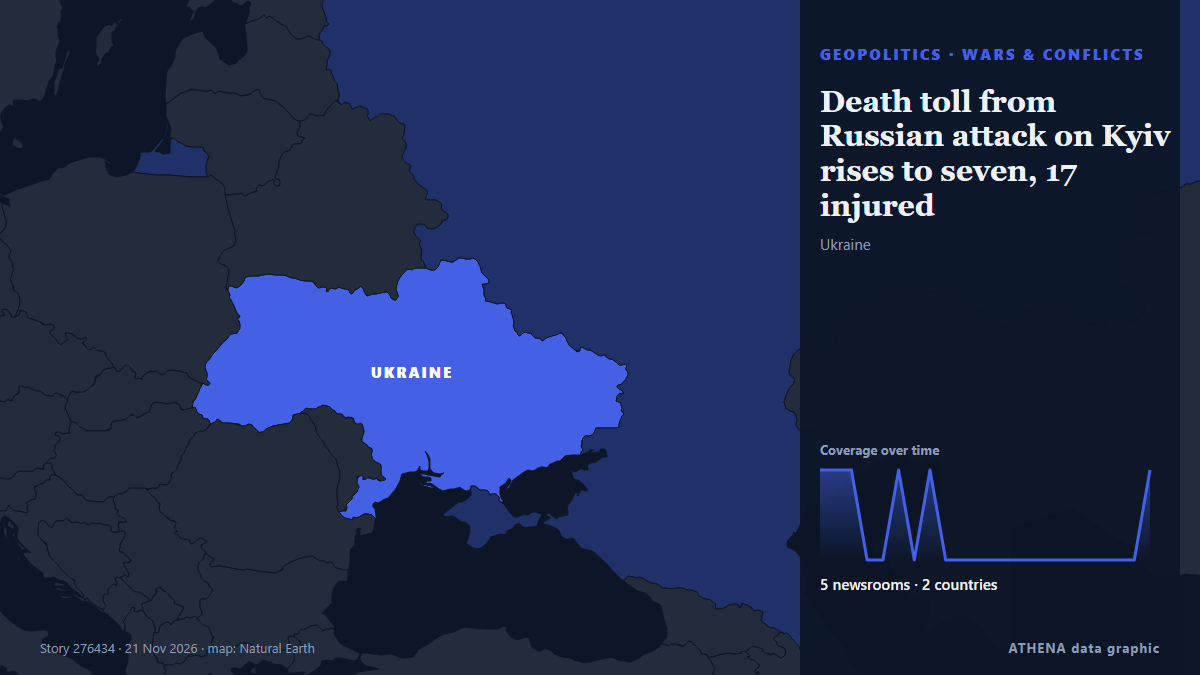 GEOPOLITICS · WARS & CONFLICTS
Death toll from
Russian attack on Kyiv
rises to seven, 17
injured
Ukraine
UKRAINE
Coverage over time
5 newsrooms · 2 countries
Story 276434 · 21 Nov 2026 · map: Natural Earth
ATHENA data graphic